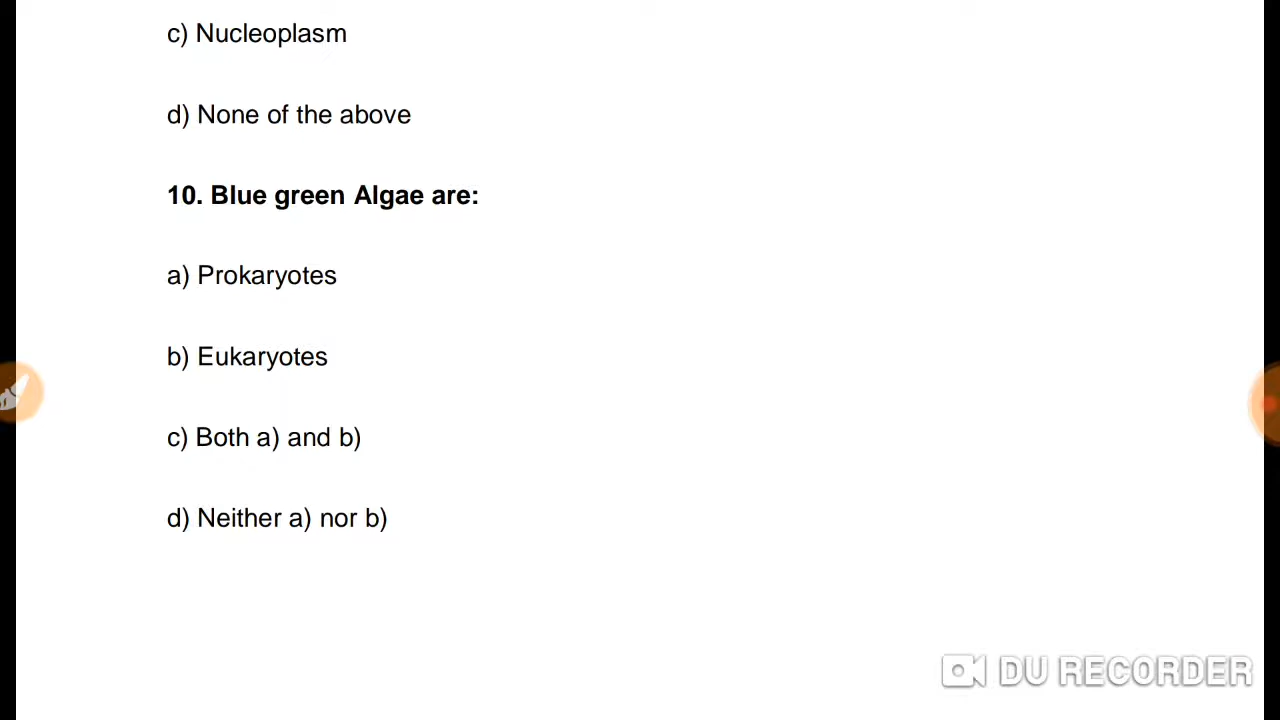 c) Nucleoplasm
d) None of the above
10. Blue green Algae are:
a) Prokaryotes
b) Eukaryotes
c) Both a) and b)
d) Neither a) nor b)
DU RECORDER